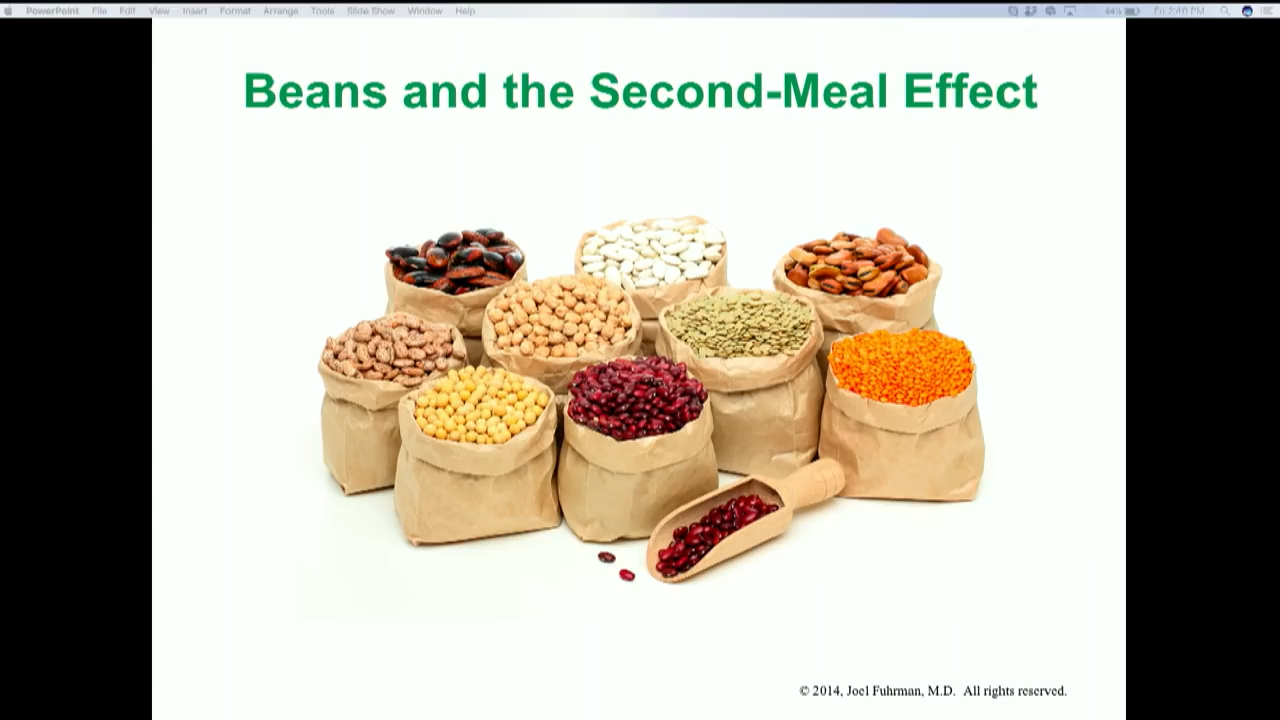 PowerPoint File Edit View Insert Format Arrange Tools Slide Show Window Help
Beans and the Second-Meal Effect
© 2014, Joel Fuhrman, M.D. All rights reserved.